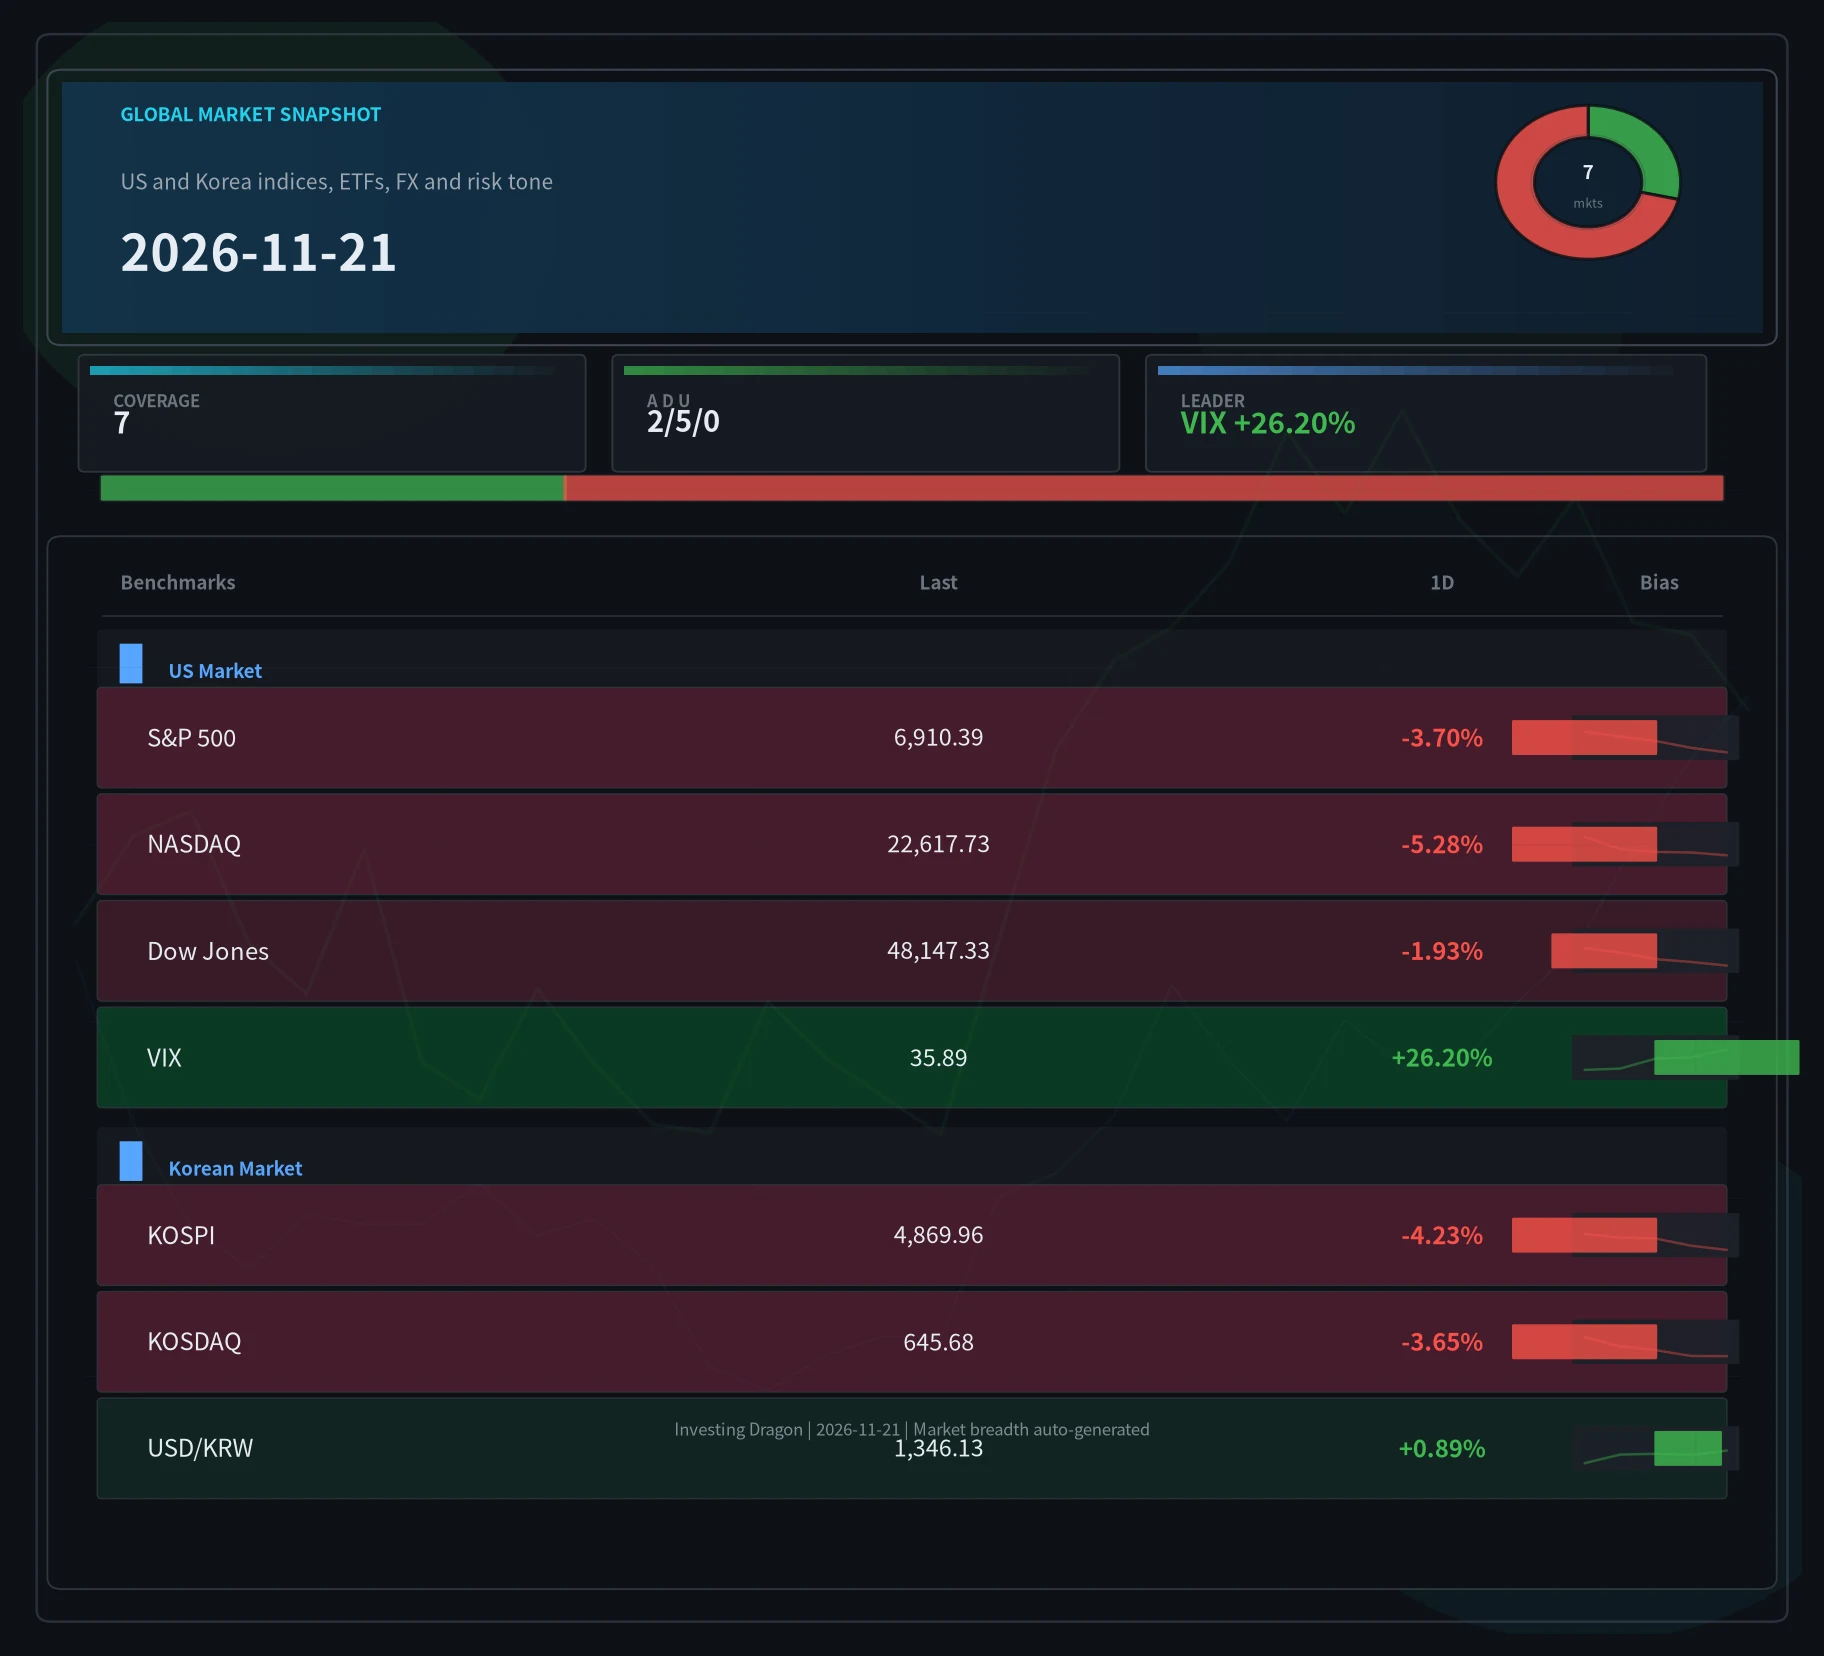 GLOBAL MARKET SNAPSHOT
US and Korea indices, ETFs, FX and risk tone
2026-11-21
7
mkts
COVERAGE
7
A D U
2/5/0
LEADER
VIX +26.20%
Benchmarks Last 1D Bias
US Market
S&P 500 6,910.39 -3.70%
NASDAQ 22,617.73 -5.28%
Dow Jones 48,147.33 -1.93%
VIX 35.89 +26.20%
Korean Market
KOSPI 4,869.96 -4.23%
KOSDAQ 645.68 -3.65%
Investing Dragon | 2026-11-21 | Market breadth auto-generated
USD/KRW 1,346.13 +0.89%